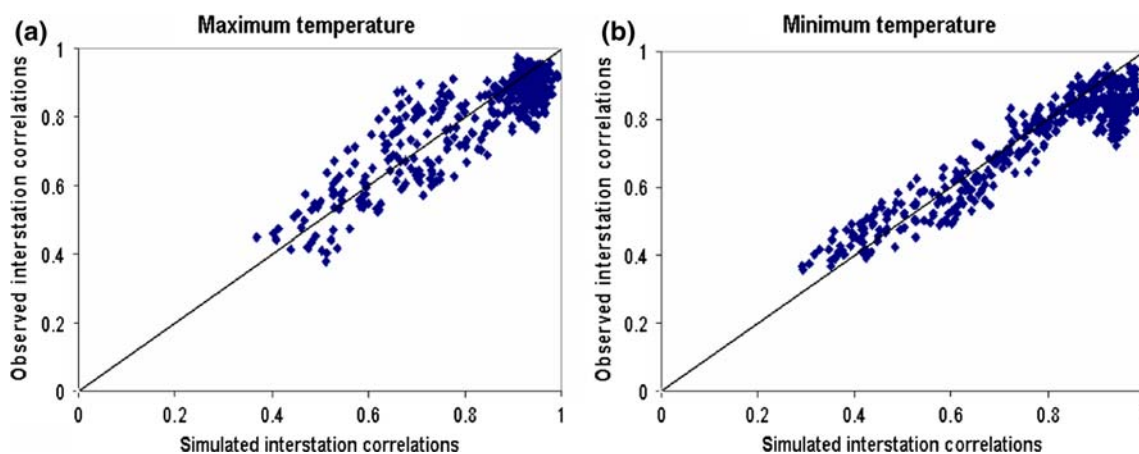 (a)
Maximum temperature
Observed interstation correlations
1
0.8
0.6
0.4
0.2
0
0
0.2
0.4
0.6
0.8
1
Simulated interstation correlations
(b)
Minimum temperature
Observed interstation correlations
1
0.8
0.6
0.4
0.2
0
0
0.2
0.4
0.6
0.8
Simulated interstation correlations